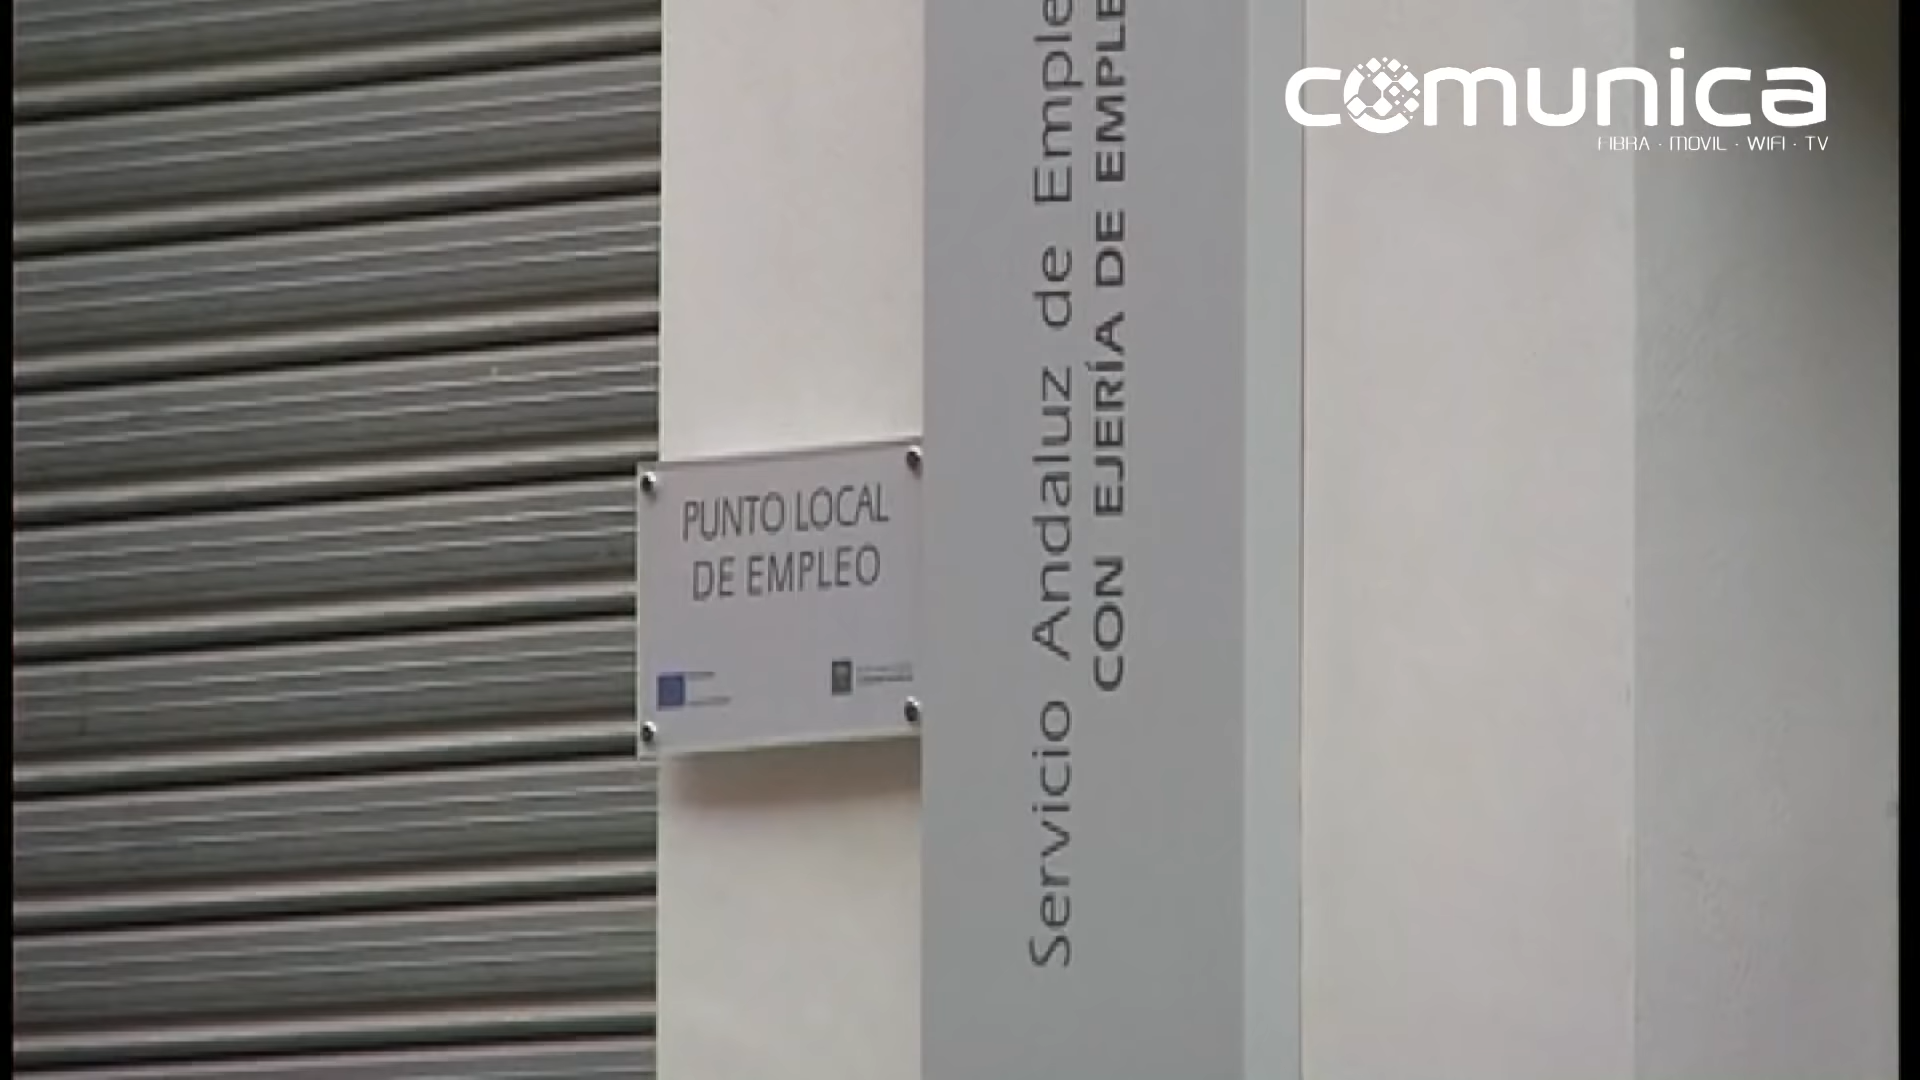 comunica
FIBRA · MOVIL · WIFI · TV
PUNTO LOCAL
DE EMPLEO
Servicio Andaluz de Emple
CON EJERÍA DE EMPLE